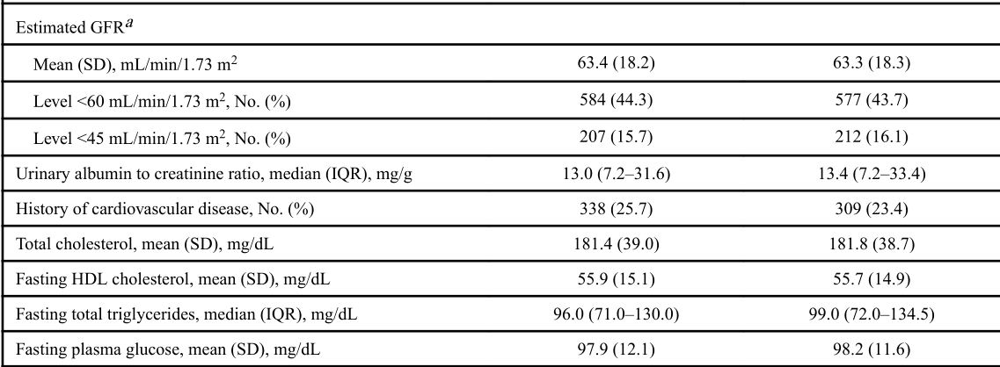 Estimated GFRa
Mean (SD), mL/min/1.73 m2 63.4 (18.2) 63.3 (18.3)
Level <60 mL/min/1.73 m2, No. (%) 584 (44.3) 577 (43.7)
Level <45 mL/min/1.73 m2, No. (%) 207 (15.7) 212 (16.1)
Urinary albumin to creatinine ratio, median (IQR), mg/g 13.0 (7.2–31.6) 13.4 (7.2–33.4)
History of cardiovascular disease, No. (%) 338 (25.7) 309 (23.4)
Total cholesterol, mean (SD), mg/dL 181.4 (39.0) 181.8 (38.7)
Fasting HDL cholesterol, mean (SD), mg/dL 55.9 (15.1) 55.7 (14.9)
Fasting total triglycerides, median (IQR), mg/dL 96.0 (71.0–130.0) 99.0 (72.0–134.5)
Fasting plasma glucose, mean (SD), mg/dL 97.9 (12.1) 98.2 (11.6)